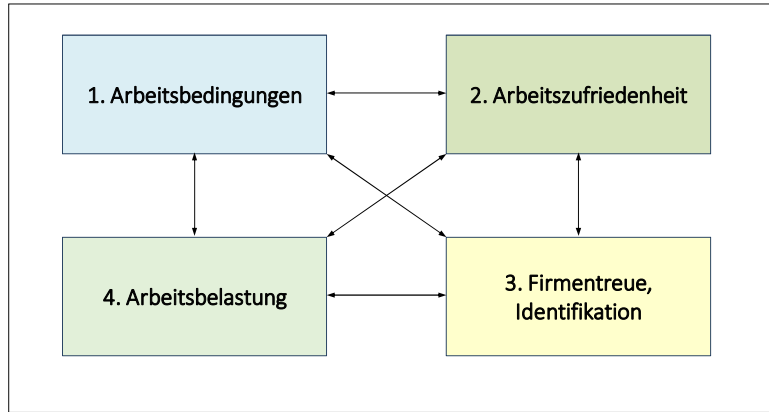 1. Arbeitsbedingungen
2. Arbeitszufriedenheit
4. Arbeitsbelastung
3. Firmentreue,
Identifikation